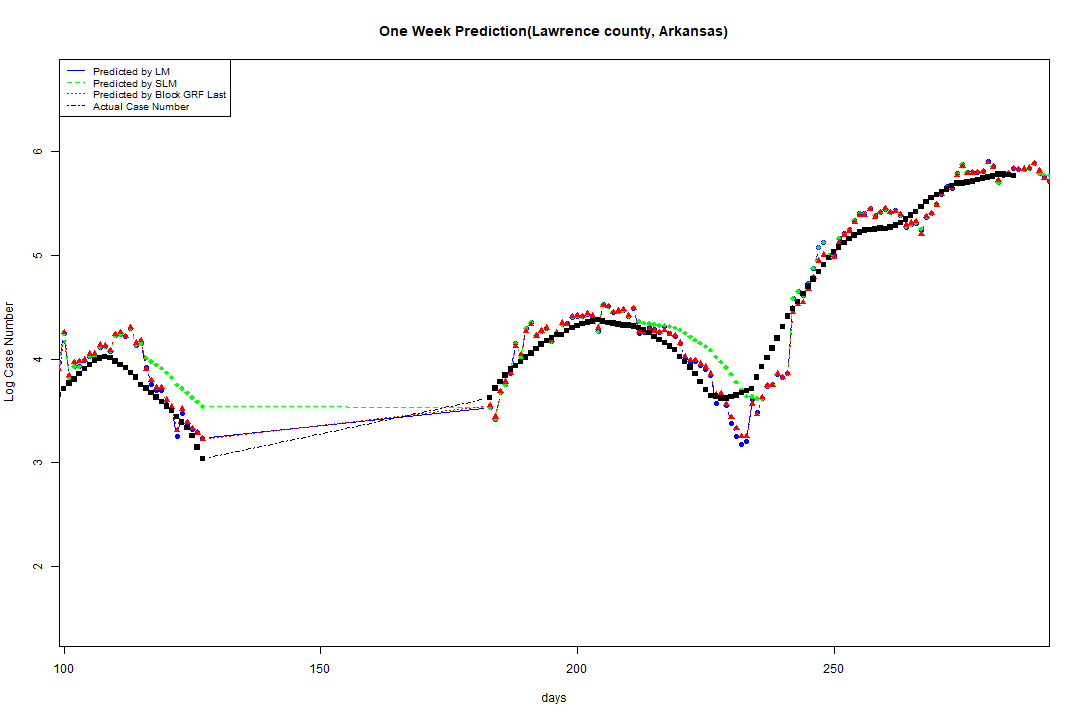 One Week Prediction(Lawrence county, Arkansas)
Predicted by LM
Predicted by SLM
Predicted by Block GRF Last
Actual Case Number
6
5
4
3
2
Log Case Number
100
150
200
250
days